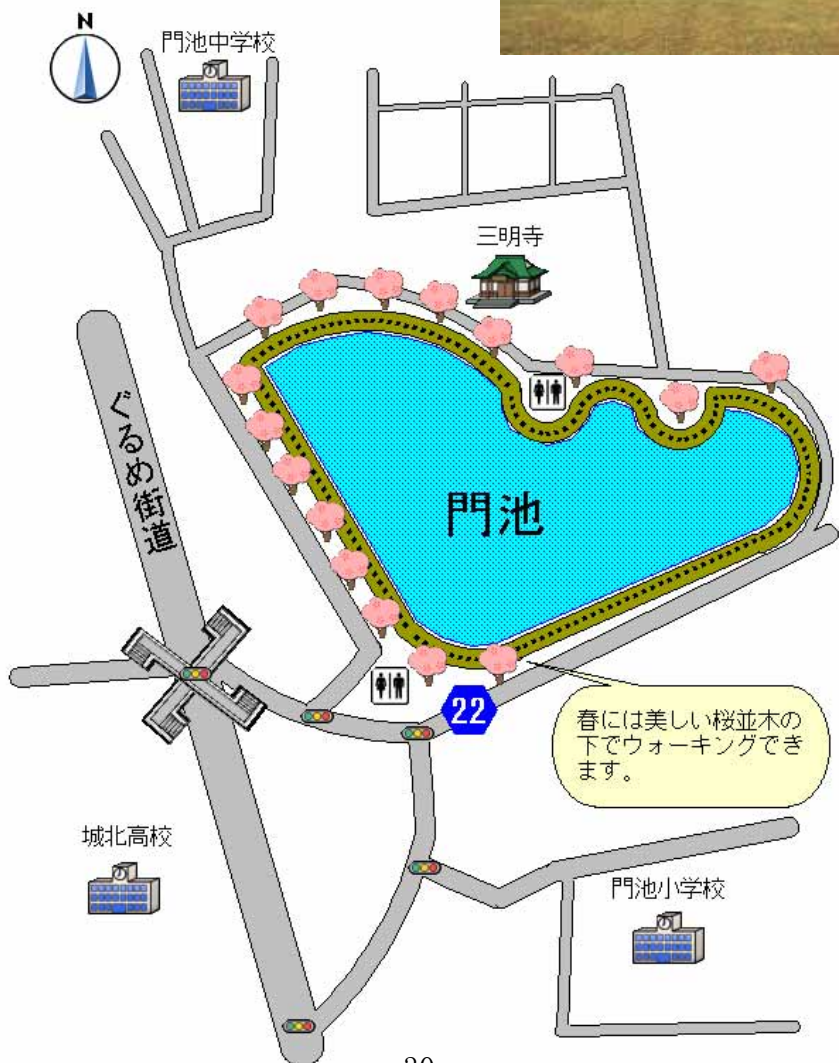 N
門池中学校
三明寺
ぐるめ街道
門池
22
春には美しい桜並木の
下でウォーキングでき
ます。
城北高校
門池小学校